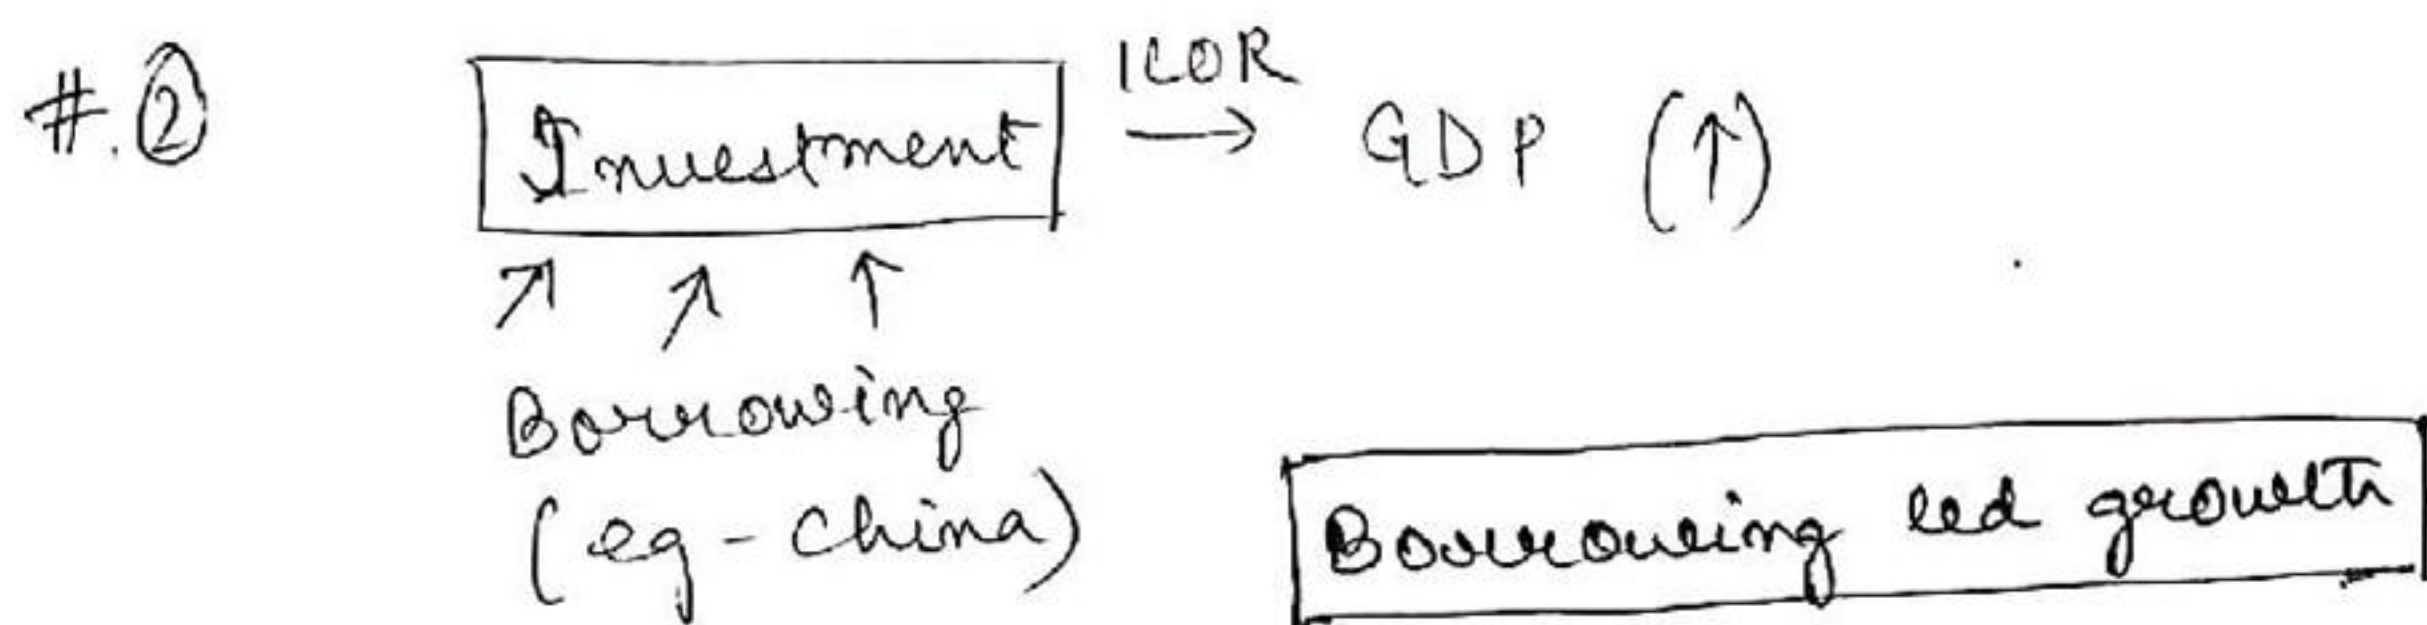 #.②
Investment ICOR → GDP (↑)
↗ ↗ ↑
Borrowing
(eg - China)
Borrowing led growth